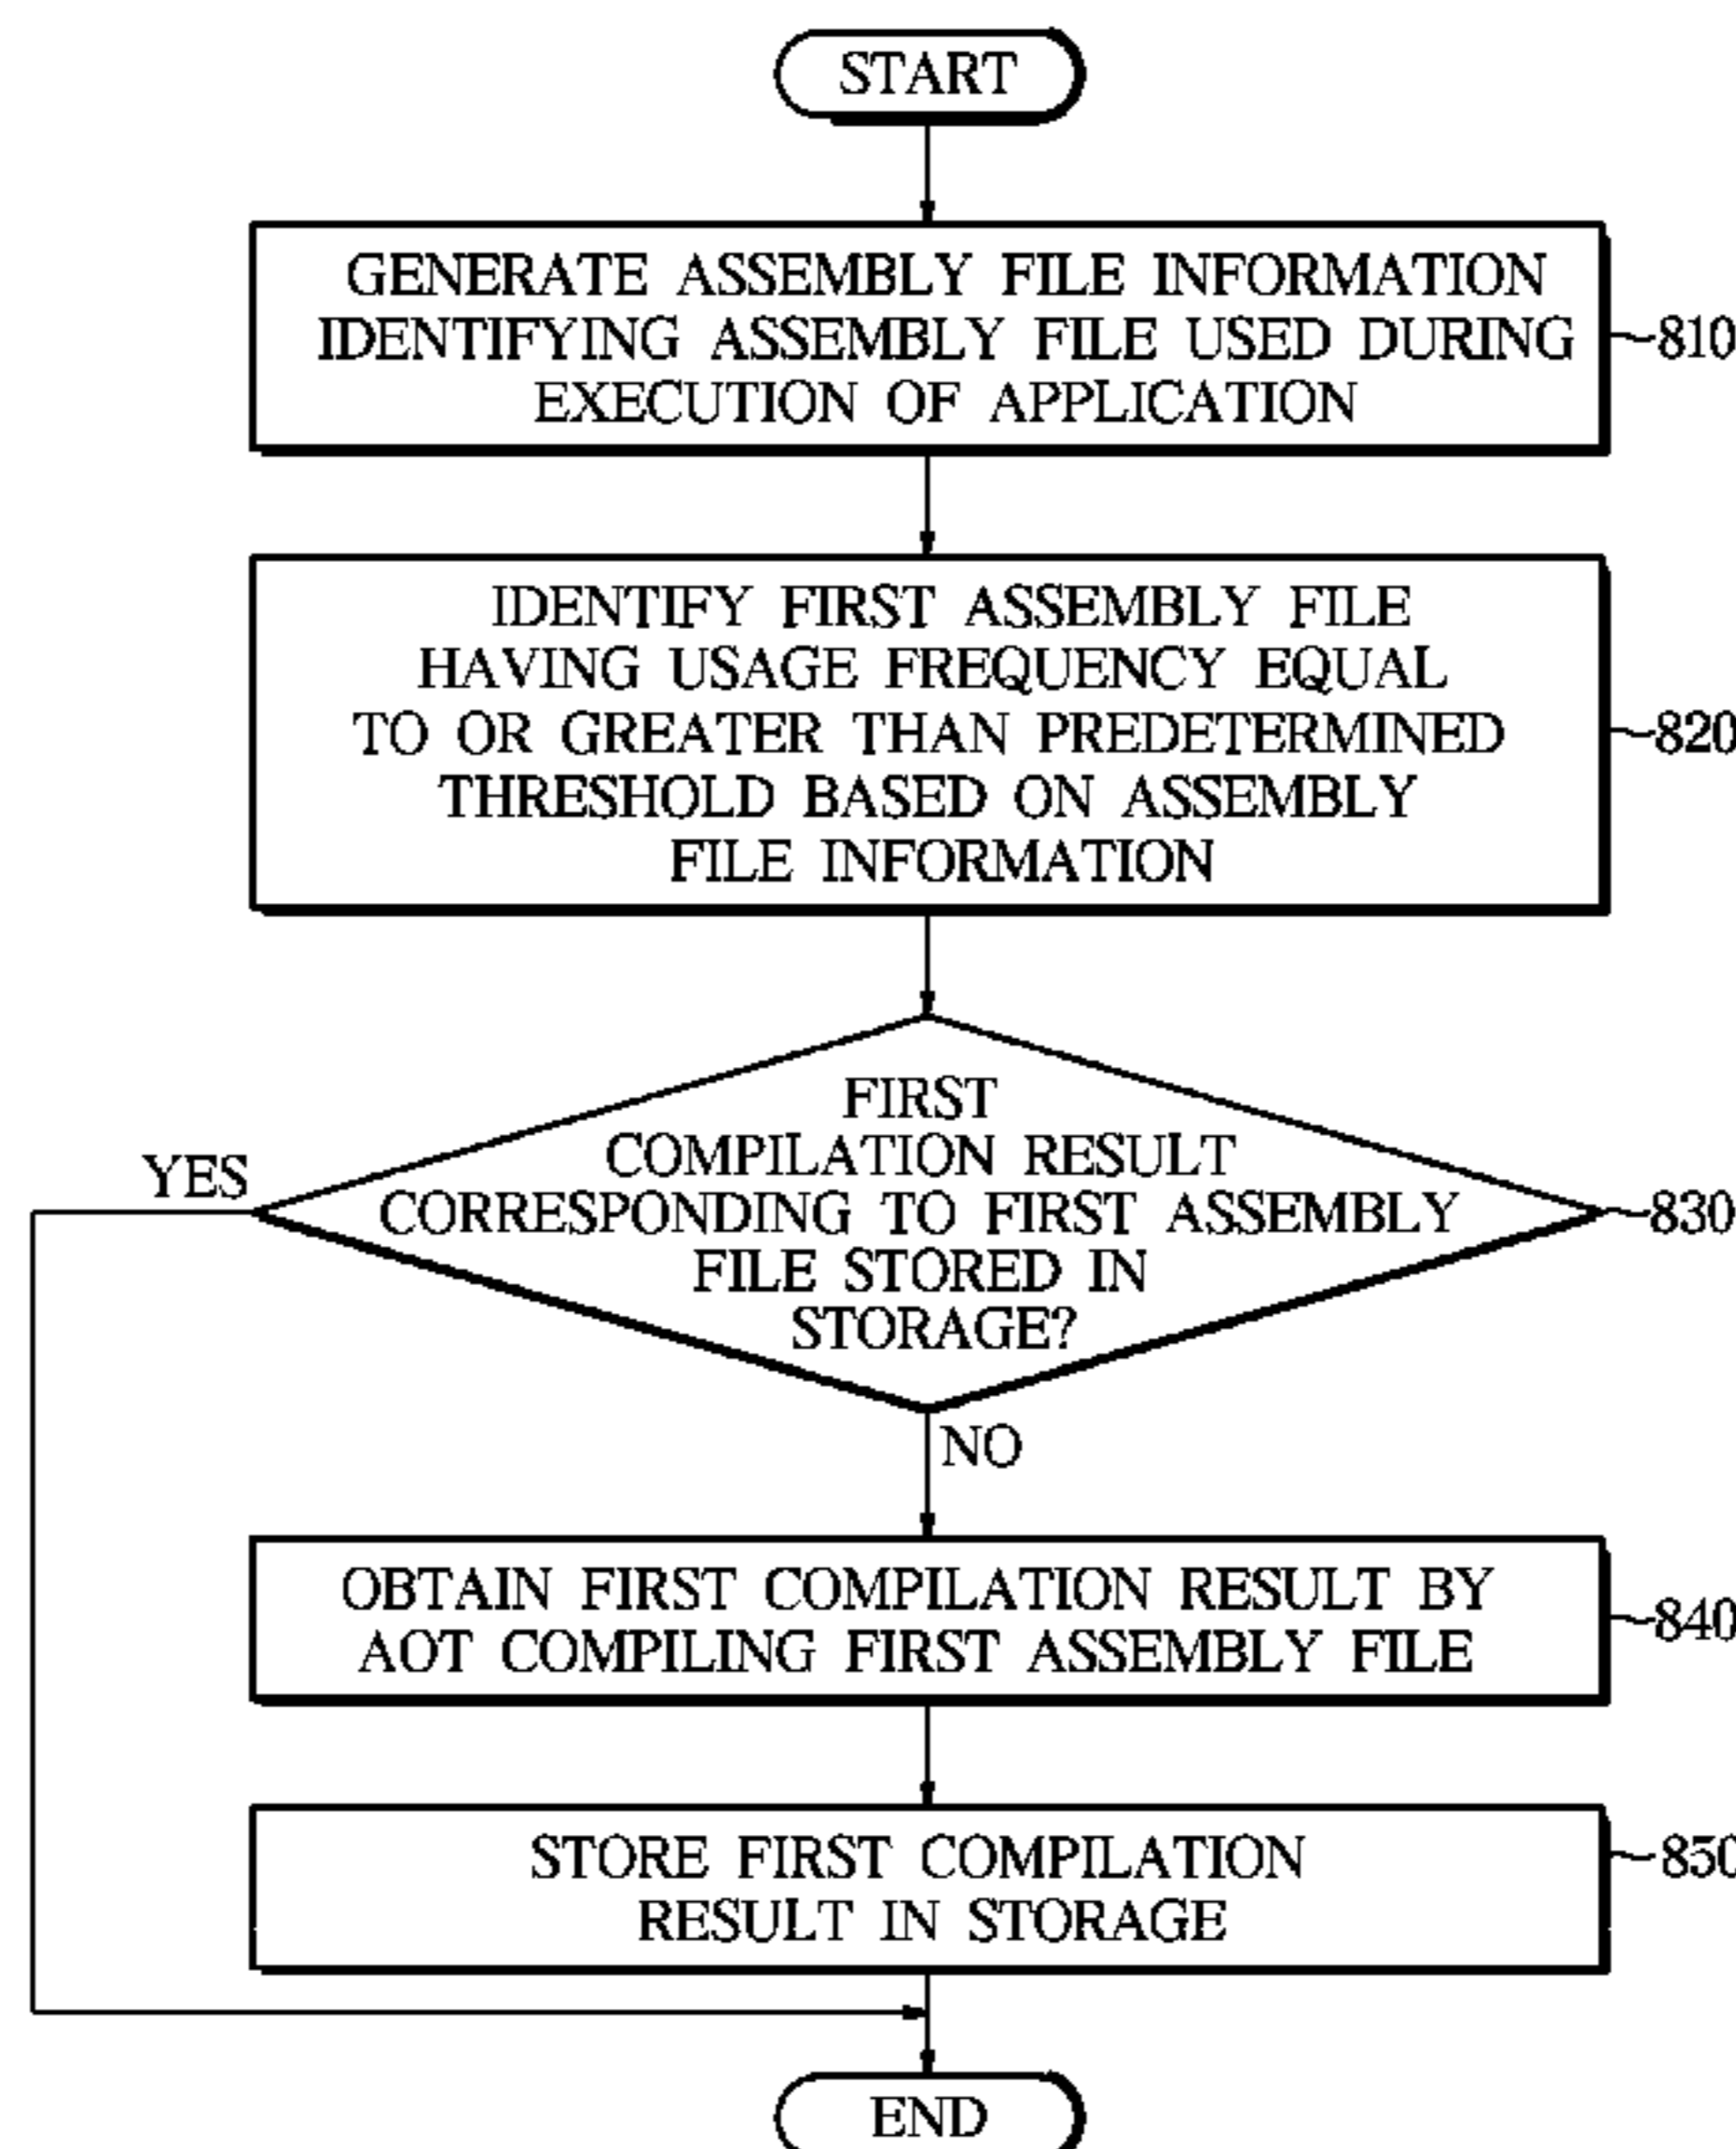 START
GENERATE ASSEMBLY FILE INFORMATION
IDENTIFYING ASSEMBLY FILE USED DURING
EXECUTION OF APPLICATION
810
IDENTIFY FIRST ASSEMBLY FILE
HAVING USAGE FREQUENCY EQUAL
TO OR GREATER THAN PREDETERMINED
THRESHOLD BASED ON ASSEMBLY
FILE INFORMATION
820
FIRST
COMPILATION RESULT
CORRESPONDING TO FIRST ASSEMBLY
FILE STORED IN
STORAGE?
YES
830
NO
OBTAIN FIRST COMPILATION RESULT BY
AOT COMPILING FIRST ASSEMBLY FILE
840
STORE FIRST COMPILATION
RESULT IN STORAGE
850
END